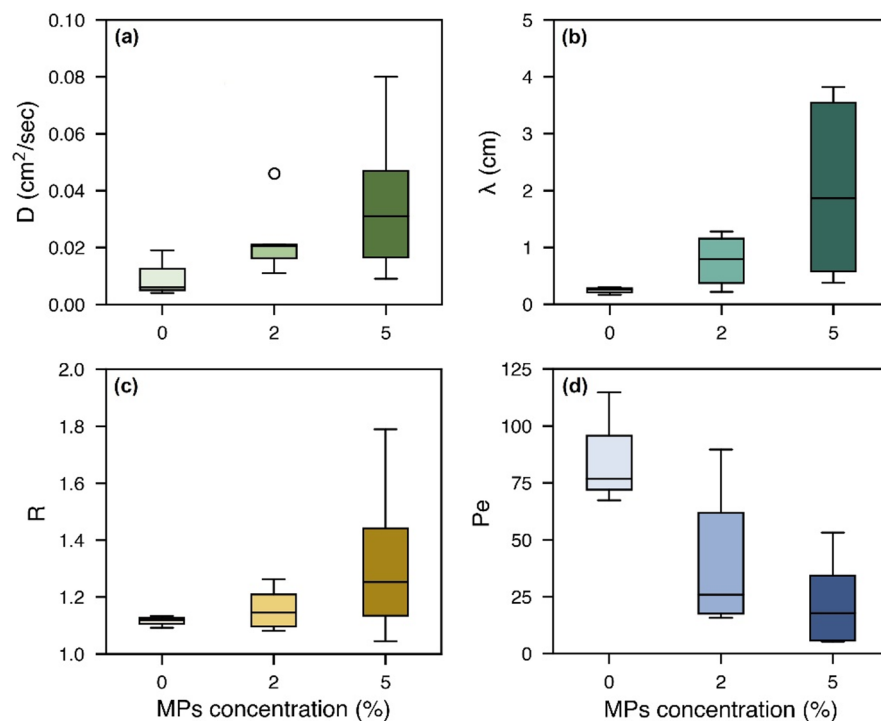 (a)
D (cm²/sec)
0.10
0.08
0.06
0.04
0.02
0.00
0 2 5
(b)
λ (cm)
5
4
3
2
1
0
0 2 5
(c)
R
2.0
1.8
1.6
1.4
1.2
1.0
0 2 5
MPs concentration (%)
(d)
Pe
125
100
75
50
25
0
0 2 5
MPs concentration (%)